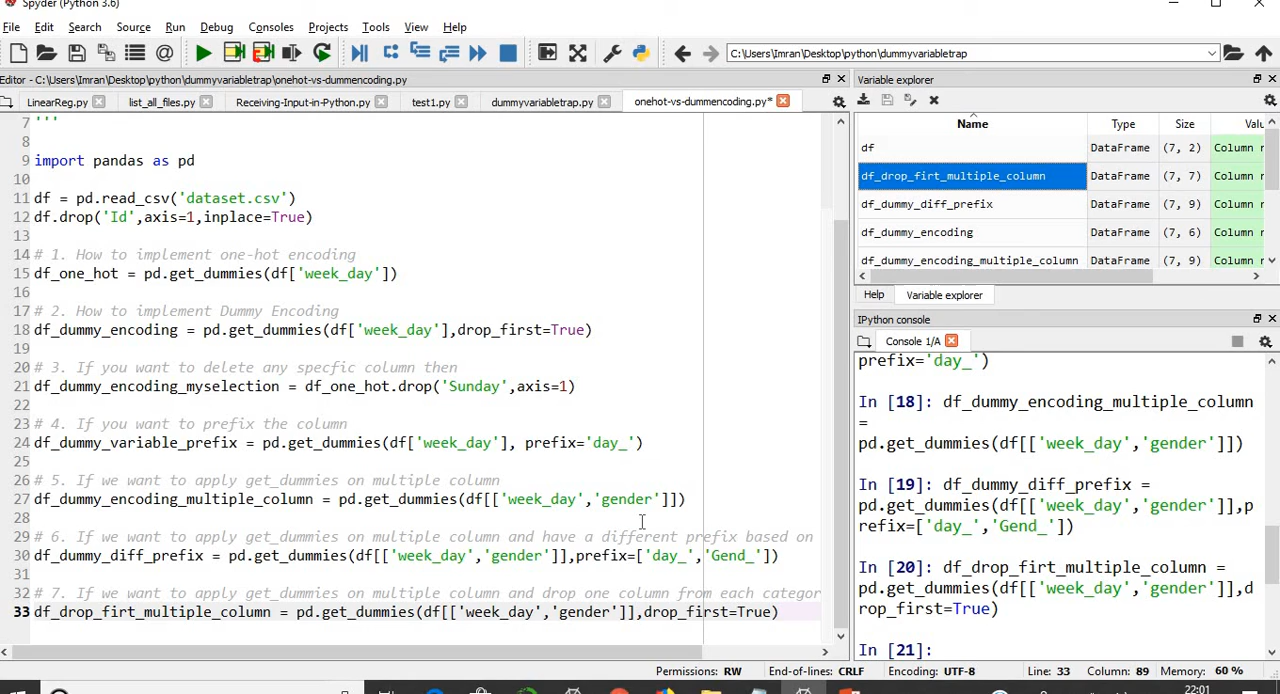 Spyder (Python 3.6)
File Edit Search Source Run Debug Consoles Projects Tools View Help
C:\Users\Imran\Desktop\python\dummyvariabletrap
Editor - C:\Users\Imran\Desktop\python\dummyvariabletrap\onehot-vs-dummencoding.py
LinearReg.py list_all_files.py Receiving-Input-in-Python.py test1.py dummyvariabletrap.py onehot-vs-dummencoding.py*
7 '''
8
9 import pandas as pd
10
11 df = pd.read_csv('dataset.csv')
12 df.drop('Id',axis=1,inplace=True)
13
14 # 1. How to implement one-hot encoding
15 df_one_hot = pd.get_dummies(df['week_day'])
16
17 # 2. How to implement Dummy Encoding
18 df_dummy_encoding = pd.get_dummies(df['week_day'],drop_first=True)
19
20 # 3. If you want to delete any specfic column then
21 df_dummy_encoding_myselection = df_one_hot.drop('Sunday',axis=1)
22
23 # 4. If you want to prefix the column
24 df_dummy_variable_prefix = pd.get_dummies(df['week_day'], prefix='day_')
25
26 # 5. If we want to apply get_dummies on multiple column
27 df_dummy_encoding_multiple_column = pd.get_dummies(df[['week_day','gender']])
28
29 # 6. If we want to apply get_dummies on multiple column and have a different prefix based on
30 df_dummy_diff_prefix = pd.get_dummies(df[['week_day','gender']],prefix=['day_','Gend_'])
31
32 # 7. If we want to apply get_dummies on multiple column and drop one column from each categor
33 df_drop_firt_multiple_column = pd.get_dummies(df[['week_day','gender']],drop_first=True)
Variable explorer
Name Type Size Valu
df DataFrame (7, 2) Column n
df_drop_firt_multiple_column DataFrame (7, 7) Column n
df_dummy_diff_prefix DataFrame (7, 9) Column n
df_dummy_encoding DataFrame (7, 6) Column n
df_dummy_encoding_multiple_column DataFrame (7, 9) Column n
Help Variable explorer
IPython console
Console 1/A
prefix='day_')
In [18]: df_dummy_encoding_multiple_column
=
pd.get_dummies(df[['week_day','gender']])
In [19]: df_dummy_diff_prefix =
pd.get_dummies(df[['week_day','gender']],p
refix=['day_','Gend_'])
In [20]: df_drop_firt_multiple_column =
pd.get_dummies(df[['week_day','gender']],d
rop_first=True)
In [21]:
Permissions: RW End-of-lines: CRLF Encoding: UTF-8 Line: 33 Column: 89 Memory: 60 %
22:01